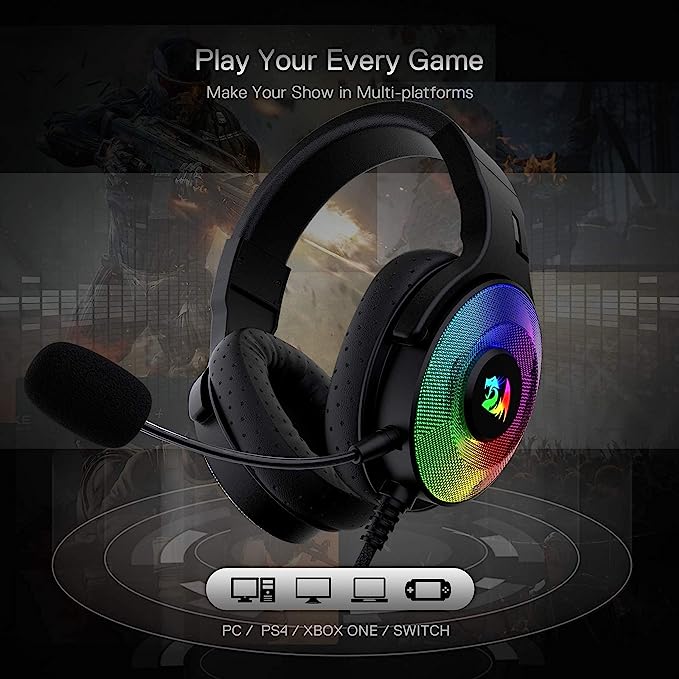 Play Your Every Game
Make Your Show in Multi-platforms
PC / PS4 / XBOX ONE / SWITCH